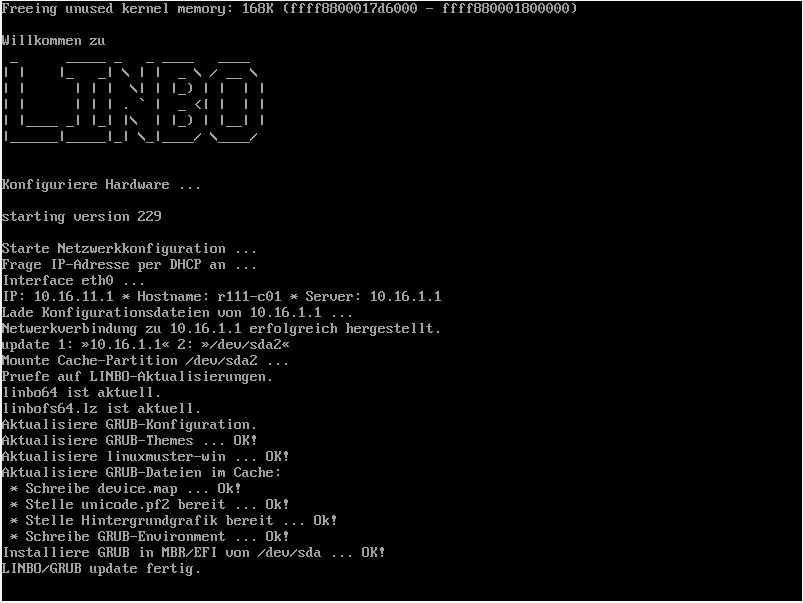 Freeing unused kernel memory: 168K (ffff8800017d6000 - ffff880001800000)
Willkommen zu
LINBO
Konfiguriere Hardware ...
starting version 229
Starte Netzwerkkonfiguration ...
Frage IP-Adresse per DHCP an ...
Interface eth0 ...
IP: 10.16.11.1 * Hostname: r111-c01 * Server: 10.16.1.1
Lade Konfigurationsdateien von 10.16.1.1 ...
Netwerkverbindung zu 10.16.1.1 erfolgreich hergestellt.
update 1: »10.16.1.1« 2: »/dev/sda2«
Mounte Cache-Partition /dev/sda2 ...
Pruefe auf LINBO-Aktualisierungen.
linbo64 ist aktuell.
linbofs64.lz ist aktuell.
Aktualisiere GRUB-Konfiguration.
Aktualisiere GRUB-Themes ... OK!
Aktualisiere linuxmuster-win ... OK!
Aktualisiere GRUB-Dateien im Cache:
* Schreibe device.map ... Ok!
* Stelle unicode.pf2 bereit ... Ok!
* Stelle Hintergrundgrafik bereit ... Ok!
* Schreibe GRUB-Environment ... Ok!
Installiere GRUB in MBR/EFI von /dev/sda ... OK!
LINBO/GRUB update fertig.